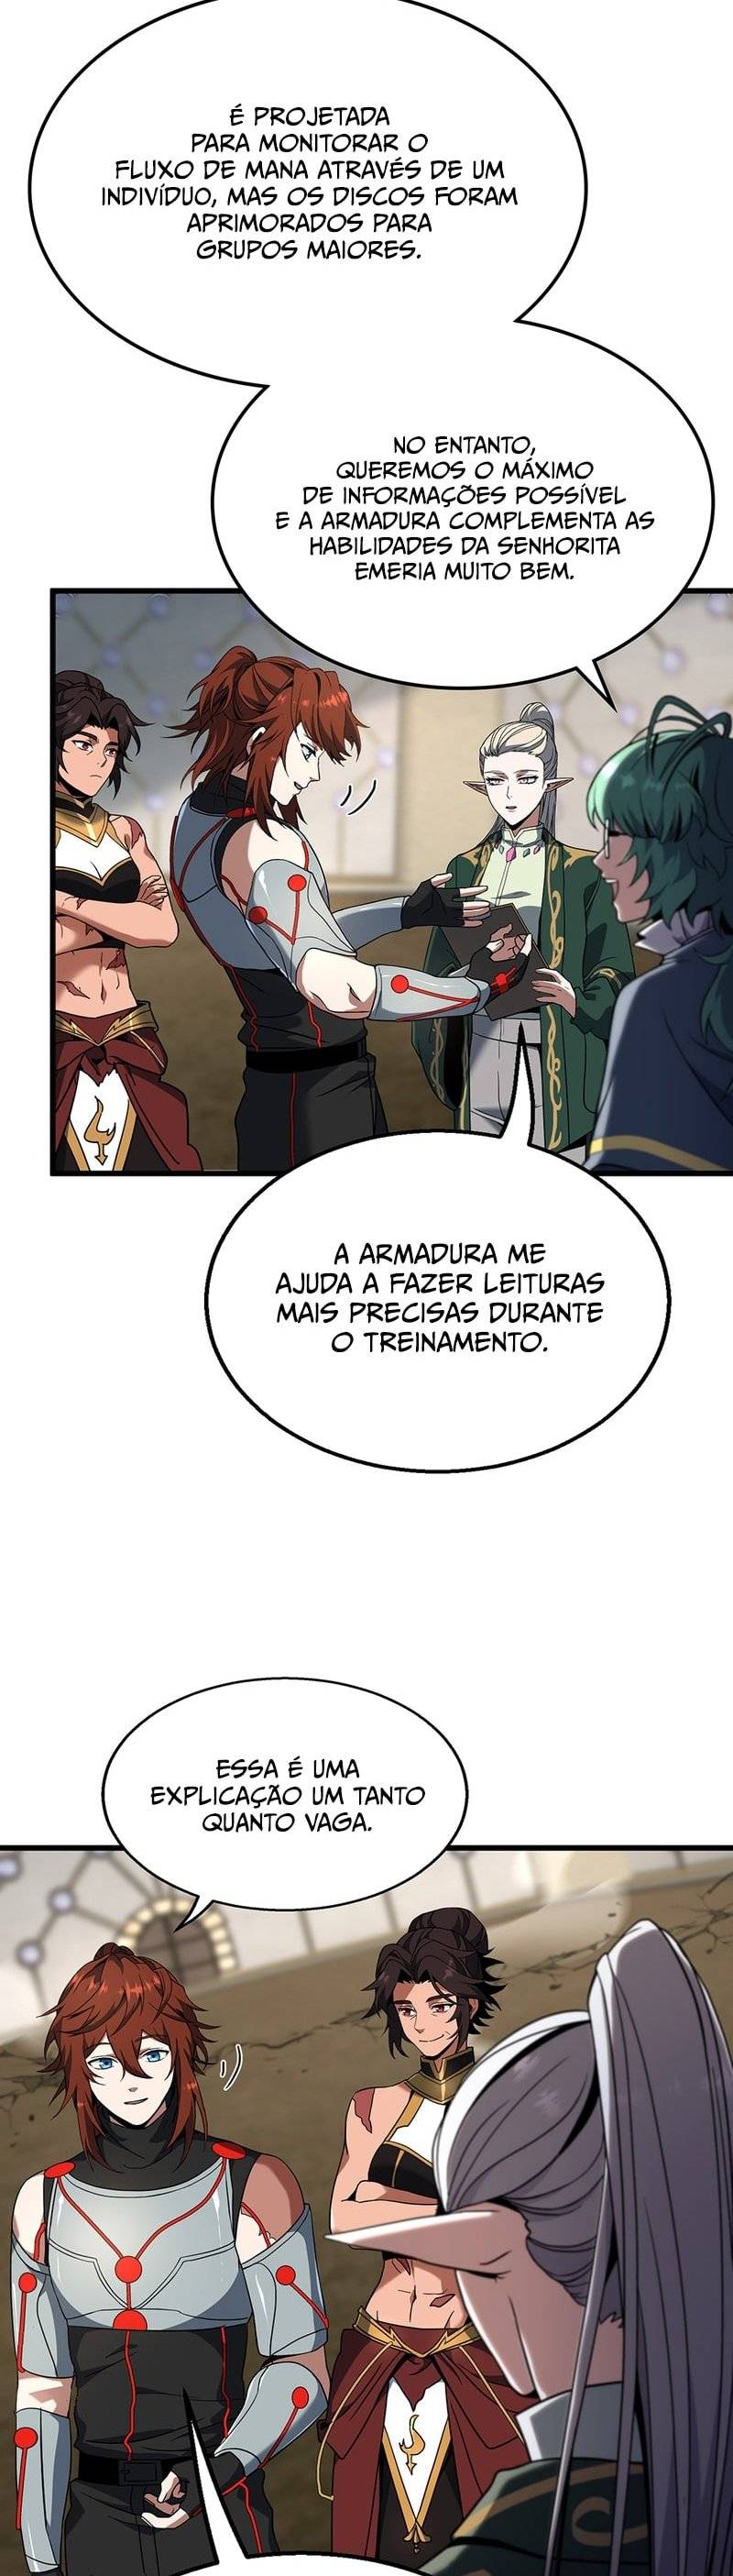 É PROJETADA
PARA MONITORAR O
FLUXO DE MANA ATRAVÉS DE UM
INDIVÍDUO, MAS OS DISCOS FORAM
APRIMORADOS PARA
GRUPOS MAIORES.
NO ENTANTO,
QUEREMOS O MÁXIMO
DE INFORMAÇÕES POSSÍVEL
E A ARMADURA COMPLEMENTA AS
HABILIDADES DA SENHORITA
EMERIA MUITO BEM.
A ARMADURA ME
AJUDA A FAZER LEITURAS
MAIS PRECISAS DURANTE
O TREINAMENTO.
ESSA É UMA
EXPLICAÇÃO UM TANTO
QUANTO VAGA.